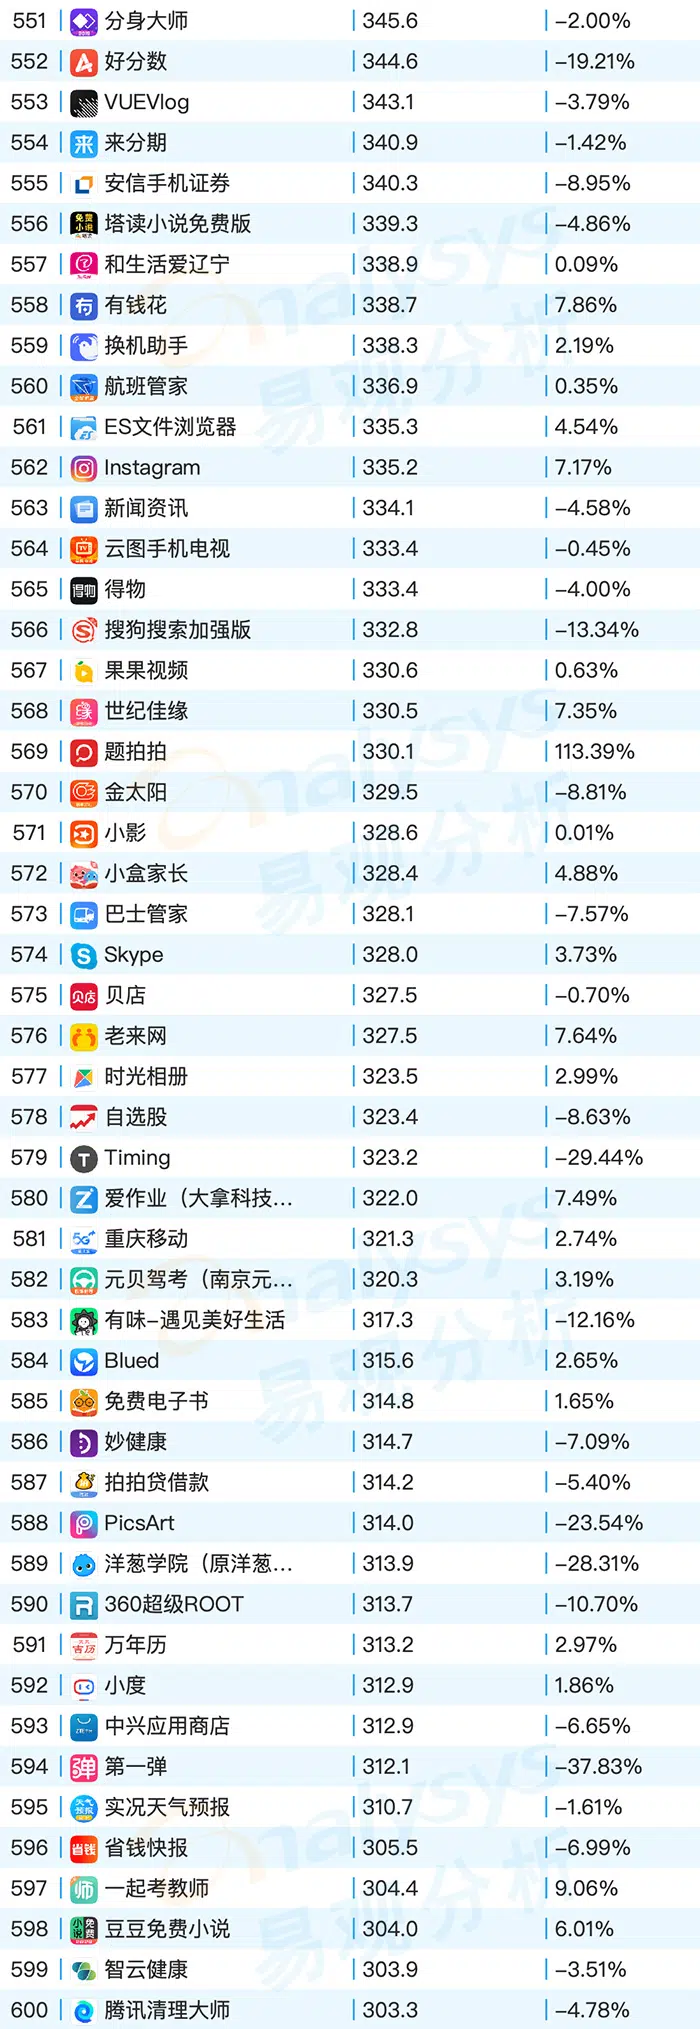 551 分身大师 345.6 -2.00%
552 好分数 344.6 -19.21%
553 VUEVlog 343.1 -3.79%
554 来分期 340.9 -1.42%
555 安信手机证券 340.3 -8.95%
556 塔读小说免费版 339.3 -4.86%
557 和生活爱辽宁 338.9 0.09%
558 有钱花 338.7 7.86%
559 换机助手 338.3 2.19%
560 航班管家 336.9 0.35%
561 ES文件浏览器 335.3 4.54%
562 Instagram 335.2 7.17%
563 新闻资讯 334.1 -4.58%
564 云图手机电视 333.4 -0.45%
565 得物 333.4 -4.00%
566 搜狗搜索加强版 332.8 -13.34%
567 果果视频 330.6 0.63%
568 世纪佳缘 330.5 7.35%
569 题拍拍 330.1 113.39%
570 金太阳 329.5 -8.81%
571 小影 328.6 0.01%
572 小盒家长 328.4 4.88%
573 巴士管家 328.1 -7.57%
574 Skype 328.0 3.73%
575 贝店 327.5 -0.70%
576 老来网 327.5 7.64%
577 时光相册 323.5 2.99%
578 自选股 323.4 -8.63%
579 Timing 323.2 -29.44%
580 爱作业（大拿科技... 322.0 7.49%
581 重庆移动 321.3 2.74%
582 元贝驾考（南京元... 320.3 3.19%
583 有味-遇见美好生活 317.3 -12.16%
584 Blued 315.6 2.65%
585 免费电子书 314.8 1.65%
586 妙健康 314.7 -7.09%
587 拍拍贷借款 314.2 -5.40%
588 PicsArt 314.0 -23.54%
589 洋葱学院（原洋葱... 313.9 -28.31%
590 360超级ROOT 313.7 -10.70%
591 万年历 313.2 2.97%
592 小度 312.9 1.86%
593 中兴应用商店 312.9 -6.65%
594 第一弹 312.1 -37.83%
595 实况天气预报 310.7 -1.61%
596 省钱快报 305.5 -6.99%
597 一起考教师 304.4 9.06%
598 豆豆免费小说 304.0 6.01%
599 智云健康 303.9 -3.51%
600 腾讯清理大师 303.3 -4.78%
analysys
易观分析